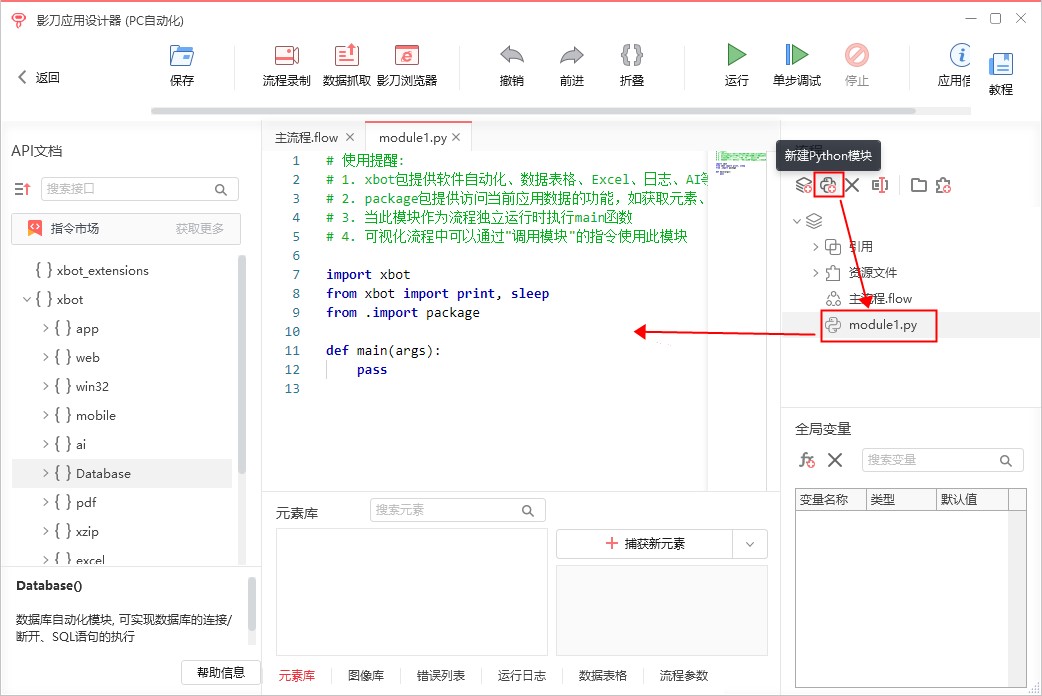 影刀应用设计器 (PC自动化)
返回
保存
流程录制
数据抓取
影刀浏览器
撤销
前进
折叠
运行
单步调试
停止
应用信
教程
API文档
搜索接口
指令市场
获取更多
{ } xbot_extensions
{ } xbot
{ } app
{ } web
{ } win32
{ } mobile
{ } ai
{ } Database
{ } pdf
{ } xzip
{ } excel
Database()
数据库自动化模块, 可实现数据库的连接/
断开、SQL语句的执行
帮助信息
主流程.flow
module1.py
1 # 使用提醒:
2 # 1. xbot包提供软件自动化、数据表格、Excel、日志、AI等
3 # 2. package包提供访问当前应用数据的功能，如获取元素、
4 # 3. 当此模块作为流程独立运行时执行main函数
5 # 4. 可视化流程中可以通过"调用模块"的指令使用此模块
6
7 import xbot
8 from xbot import print, sleep
9 from .import package
10
11 def main(args):
12 pass
13
元素库
搜索元素
捕获新元素
元素库
图像库
错误列表
运行日志
数据表格
流程参数
新建Python模块
引用
资源文件
主流程.flow
module1.py
全局变量
搜索变量
变量名称
类型
默认值